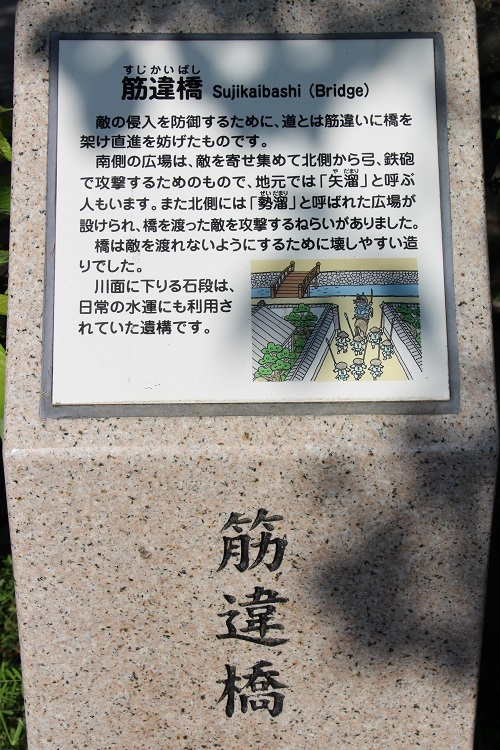 すじかいばし
筋違橋 Sujikaibashi (Bridge)
敵の侵入を防御するために、道とは筋違いに橋を
架け直進を妨げたものです。
南側の広場は、敵を寄せ集めて北側から弓、鉄砲
で攻撃するためのもので、地元では「矢溜」と呼ぶ
や だまり
人もいます。また北側には「勢溜」と呼ばれた広場が
せいだまり
設けられ、橋を渡った敵を攻撃するねらいがありました。
橋は敵を渡れないようにするために壊しやすい造
りでした。
川面に下りる石段は、
日常の水運にも利用さ
れていた遺構です。
筋違橋